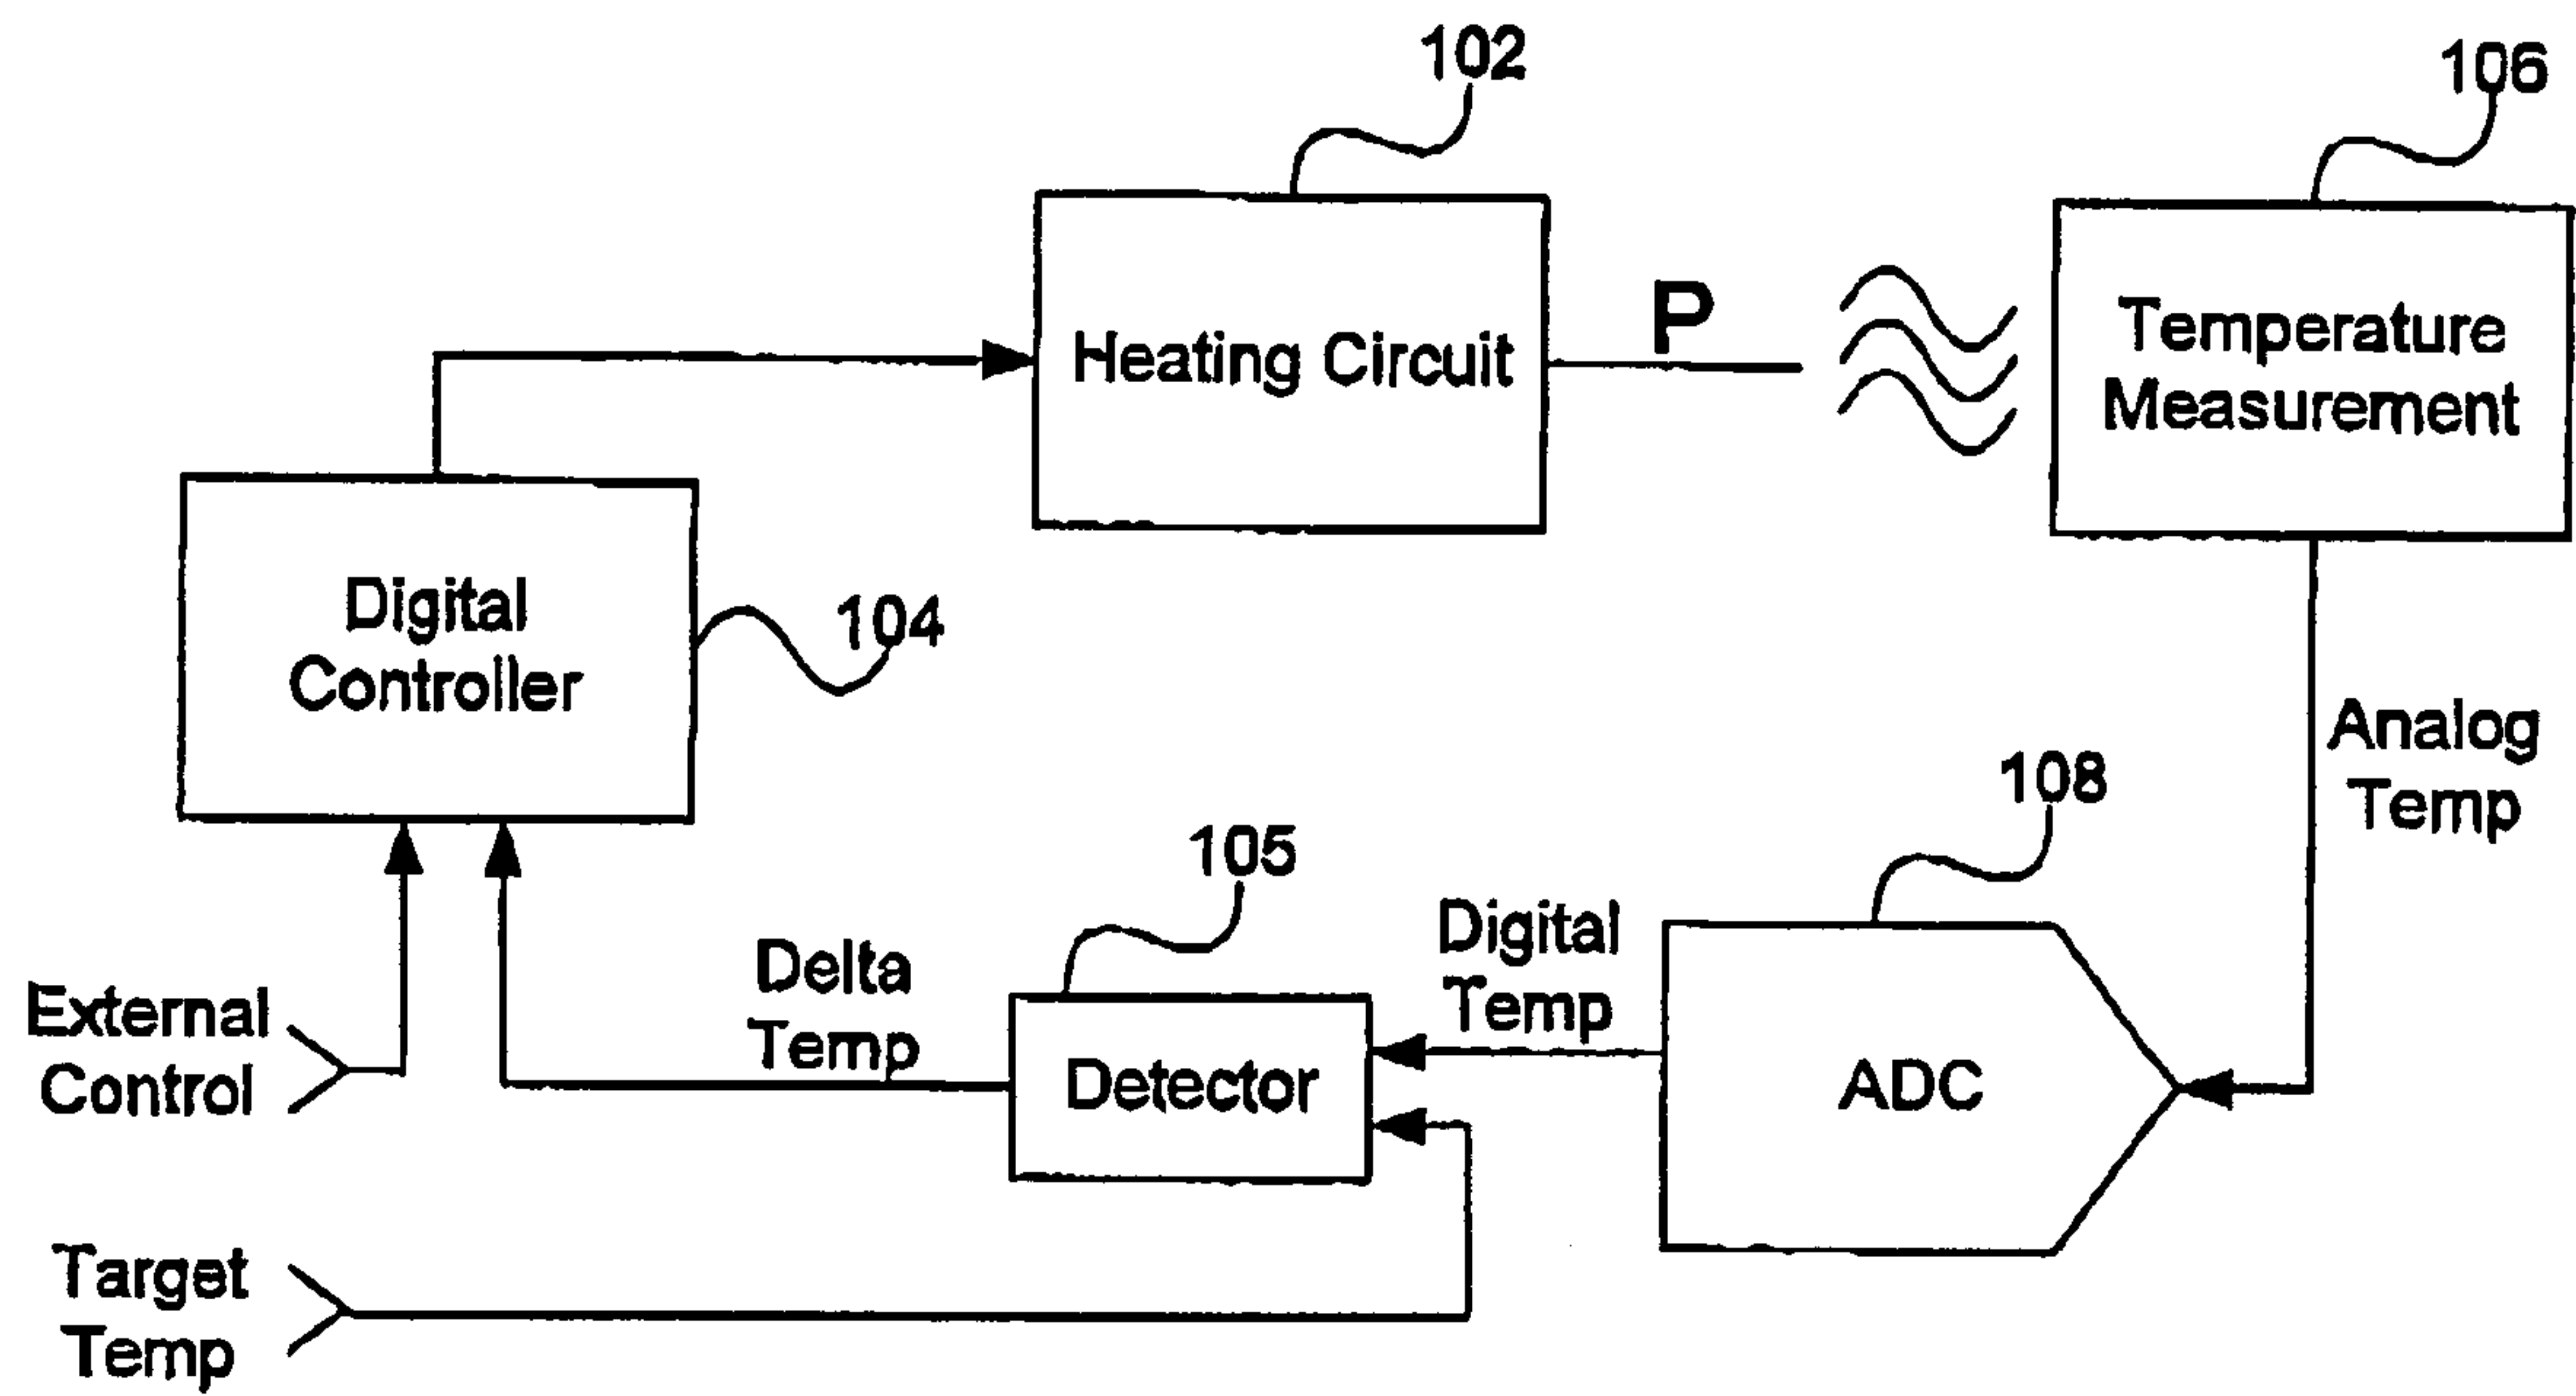 102
106
Heating Circuit
P
Temperature
Measurement
Digital
Controller
104
Analog
Temp
108
105
Digital
Temp
Delta
Temp
External
Control
Detector
ADC
Target
Temp